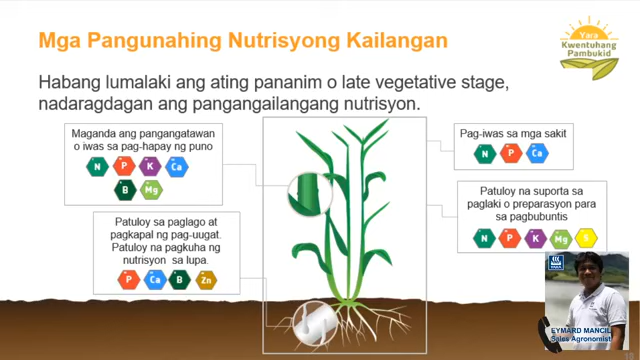 Mga Pangunahing Nutrisyong Kailangan
Yara
Kwentuhang
Pambukid
Habang lumalaki ang ating pananim o late vegetative stage,
nadaragdagan ang pangangailangang nutrisyon.
Maganda ang pangangatawan
o iwas sa pag-hapay ng puno
N P K Ca
B Mg
Pag-iwas sa mga sakit
N P Ca
Patuloy na suporta sa
paglaki o preparasyon para
sa pagbubuntis
N P K Mg S
Patuloy sa paglago at
pagkapal ng pag-uugat.
Patuloy na pagkuha ng
nutrisyon sa lupa.
P Ca B Zn
YARA
EYMARD MANCIL
Sales Agronomist